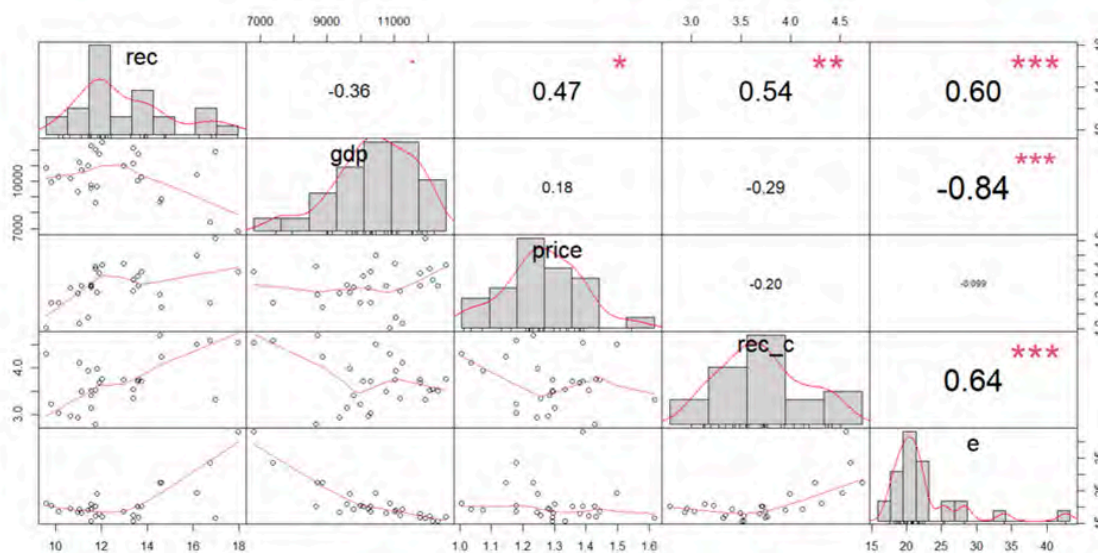 7000 9000 11000 3.0 3.5 4.0 4.5
rec * ** ***
-0.36 0.47 0.54 0.60
gdp ***
0.18 -0.29 -0.84
10000
7000
price
-0.20 -0.099
rec_c ***
4.0 0.64
3.0
e
10 12 14 16 18 1.0 1.1 1.2 1.3 1.4 1.5 1.6 15 20 25 30 40